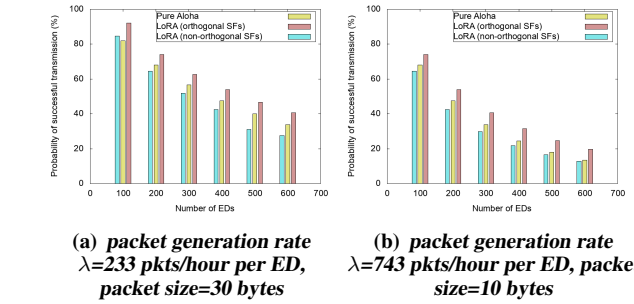 100
80
60
40
20
0
0
100
200
300
400
500
600
700
Probability of successful transmission (%)
Number of EDs
Pure Aloha
LoRA (orthogonal SFs)
LoRA (non-orthogonal SFs)
100
80
60
40
20
0
0
100
200
300
400
500
600
700
Probability of successful transmission (%)
Number of EDs
Pure Aloha
LoRA (orthogonal SFs)
LoRA (non-orthogonal SFs)
(a) packet generation rate
λ=233 pkts/hour per ED,
packet size=30 bytes
(b) packet generation rate
λ=743 pkts/hour per ED, packe
size=10 bytes